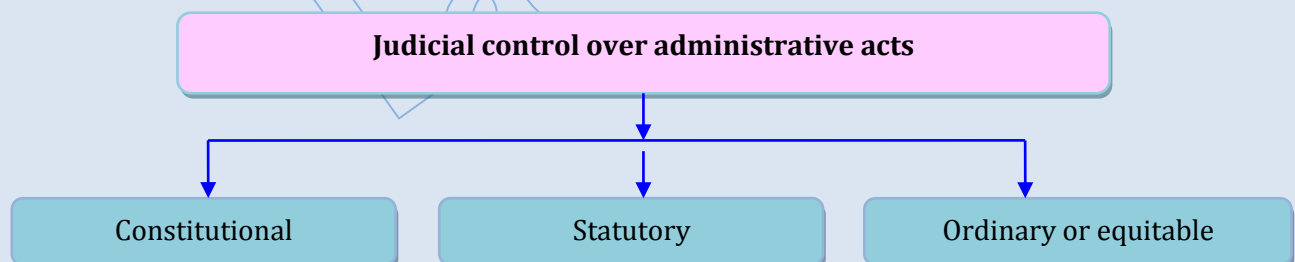 Judicial control over administrative acts
Constitutional
Statutory
Ordinary or equitable